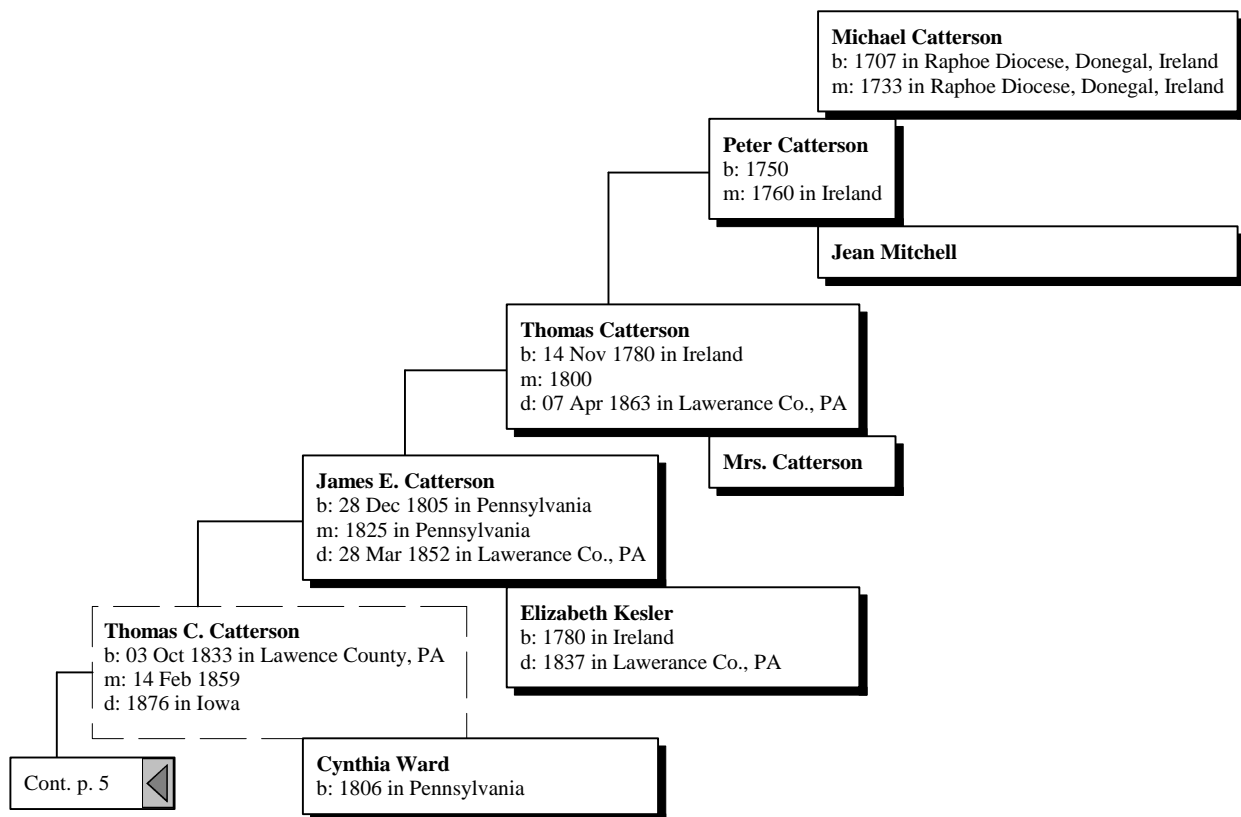 Michael Catterson
b: 1707 in Raphoe Diocese, Donegal, Ireland
m: 1733 in Raphoe Diocese, Donegal, Ireland
Peter Catterson
b: 1750
m: 1760 in Ireland
Jean Mitchell
Thomas Catterson
b: 14 Nov 1780 in Ireland
m: 1800
d: 07 Apr 1863 in Lawerance Co., PA
Mrs. Catterson
James E. Catterson
b: 28 Dec 1805 in Pennsylvania
m: 1825 in Pennsylvania
d: 28 Mar 1852 in Lawerance Co., PA
Elizabeth Kesler
b: 1780 in Ireland
d: 1837 in Lawerance Co., PA
Thomas C. Catterson
b: 03 Oct 1833 in Lawence County, PA
m: 14 Feb 1859
d: 1876 in Iowa
Cynthia Ward
b: 1806 in Pennsylvania
Cont. p. 5